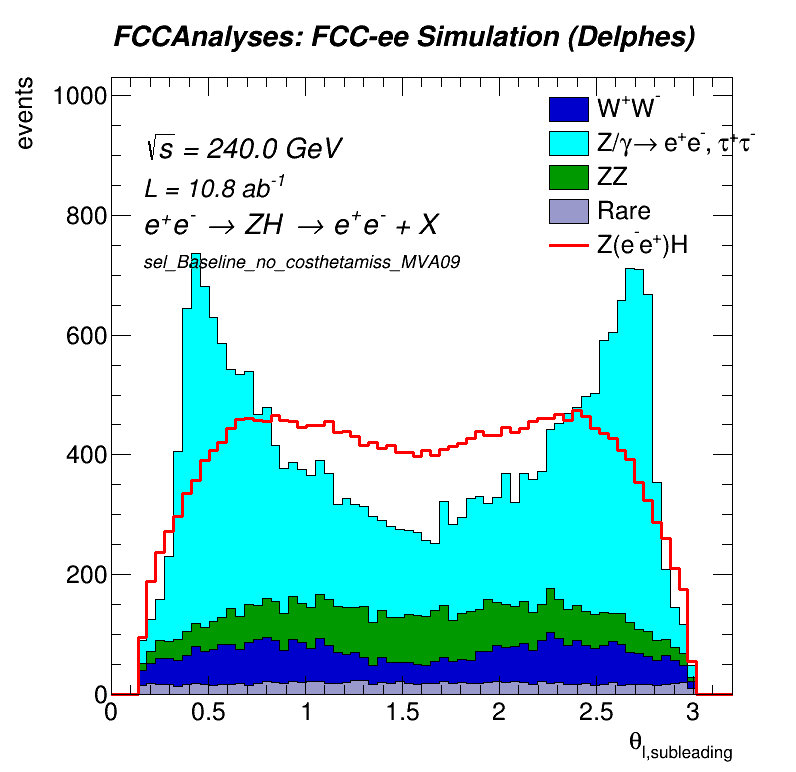 FCCAnalyses: FCC-ee Simulation (Delphes)
events
1000
800
600
400
200
0
√s = 240.0 GeV
L = 10.8 ab⁻¹
e⁺e⁻ → ZH → e⁺e⁻ + X
sel_Baseline_no_costhetamiss_MVA09
W⁺W⁻
Z/γ→ e⁺e⁻, τ⁺τ⁻
ZZ
Rare
Z(e⁻e⁺)H
0 0.5 1 1.5 2 2.5 3
θl,subleading